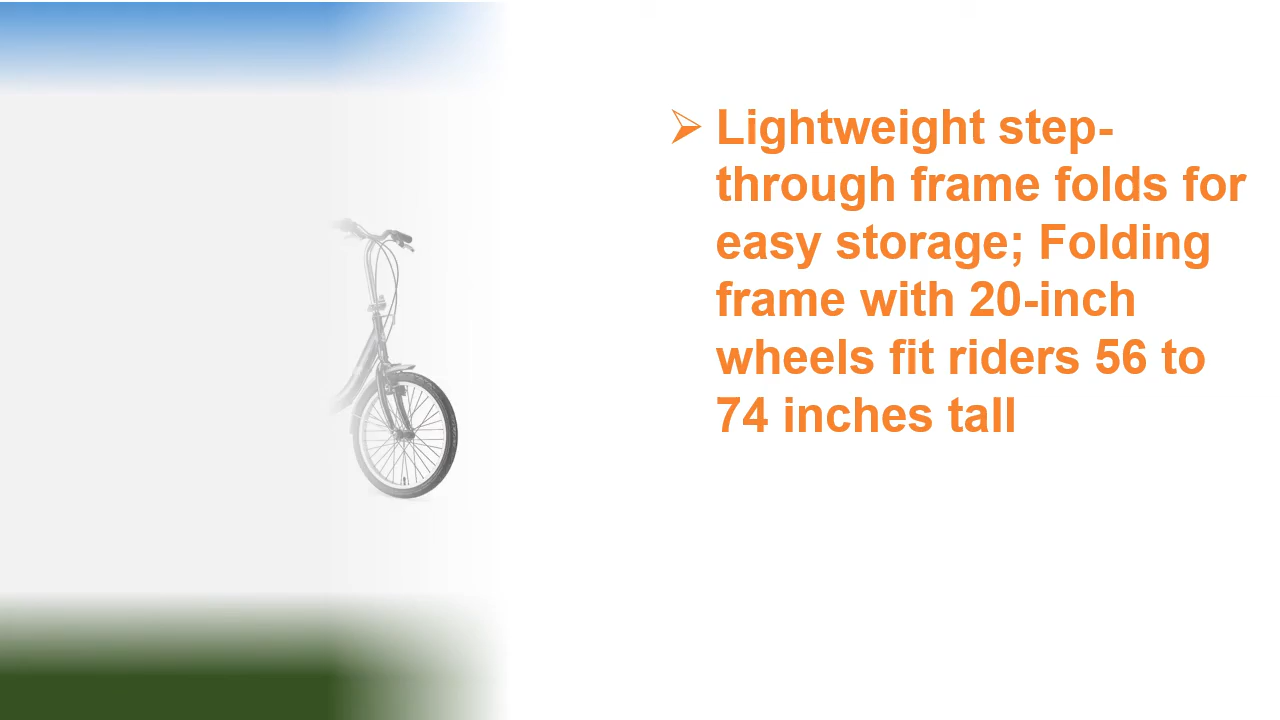 Lightweight step-
through frame folds for
easy storage; Folding
frame with 20-inch
wheels fit riders 56 to
74 inches tall